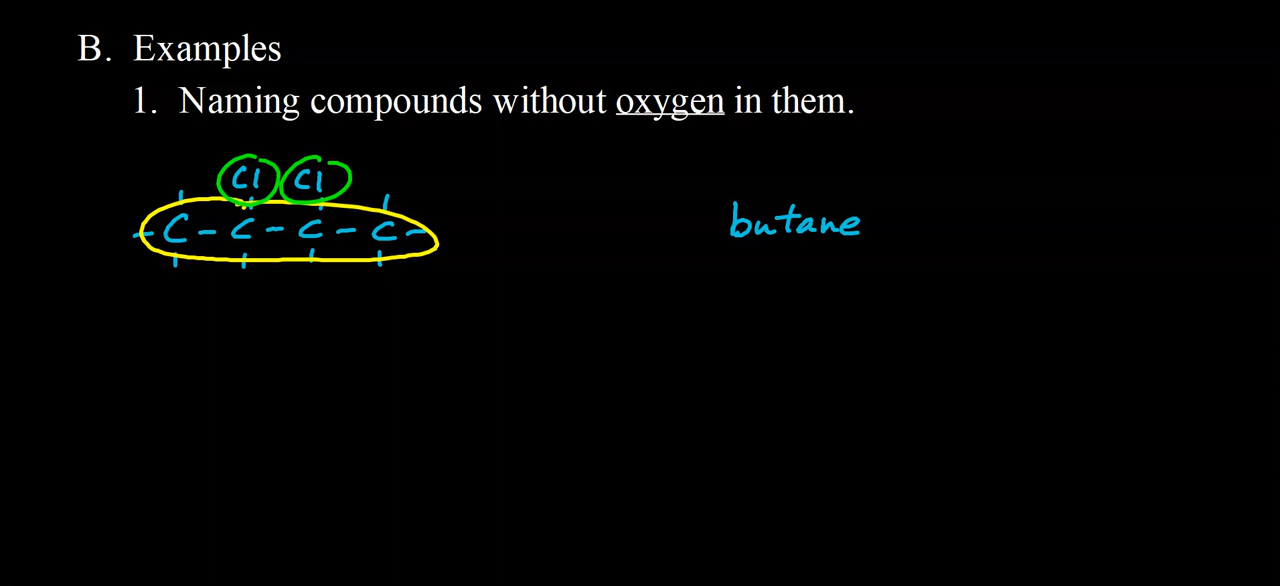 B. Examples
1. Naming compounds without oxygen in them.
Cl Cl
- C - C - C - C -
butane